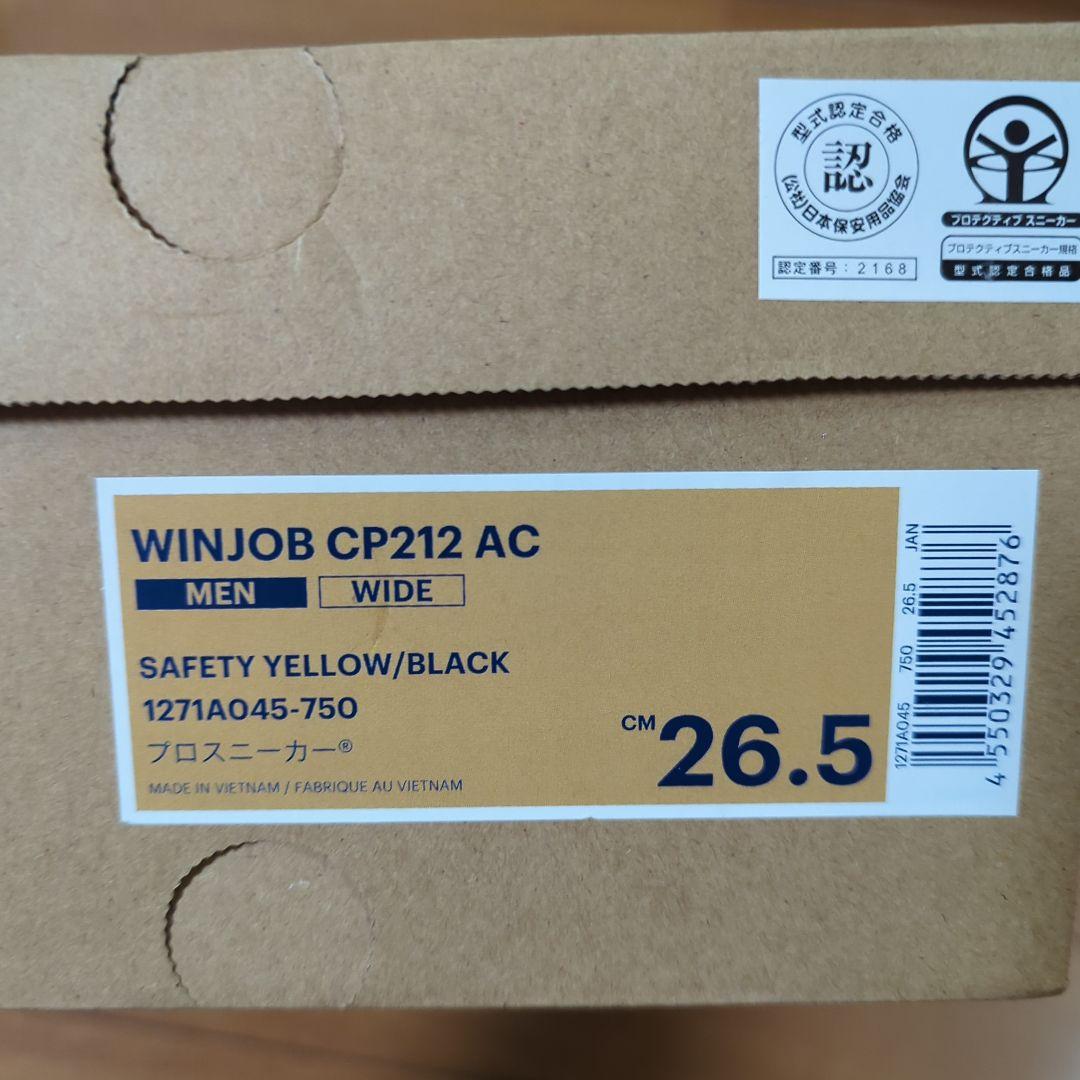 型式認定合格
認
(公社)日本保安用品協会
認定番号：2168
プロテクティブ スニーカー
プロテクティブスニーカー規格
型式認定合格品
WINJOB CP212 AC
MEN WIDE
SAFETY YELLOW/BLACK
1271A045-750
プロスニーカー®
MADE IN VIETNAM / FABRIQUE AU VIETNAM
CM 26.5
1271A045 750 26.5 JAN
4 550329 452876